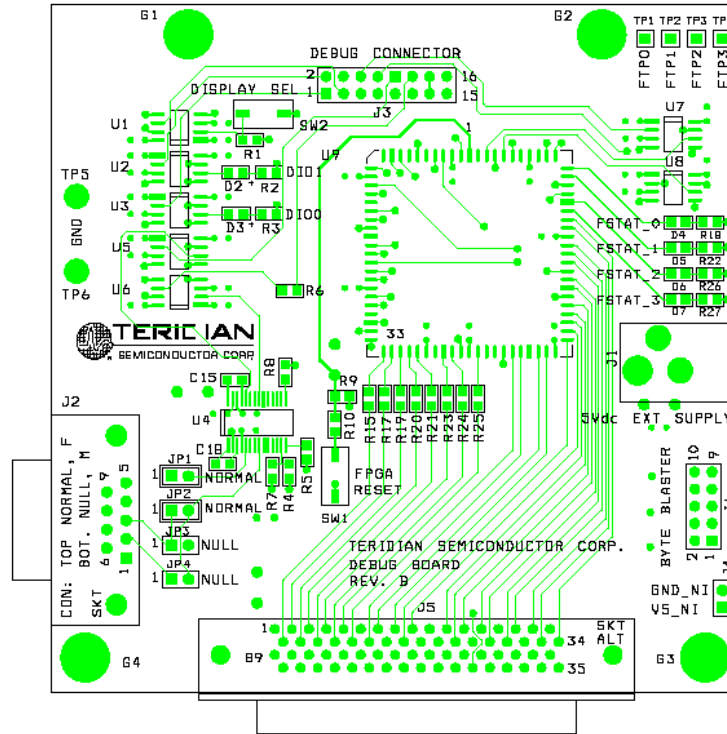 G1
G2
TP1 TP2 TP3
FTP0
FTP1
FTP2
FTP3
DEBUG CONNECTOR
2
16
1
15
DISPLAY SEL
J3
SW2
U1
U7
R1
1
U2
U8
DIO1
TP5
D2+
R2
U3
DIO0
D3+
R3
GND
FSTAT_0
D4
R18
U5
FSTAT_1
D5
R22
FSTAT_2
D6
R26
U6
FSTAT_3
D7
R27
TP6
R6
33
TERIDIAN
SEMICONDUCTOR CORP
J1
R8
C15
R9
J2
U4
R10
R15
R17
R17
R20
R21
R23
R24
R25
5Vdc EXT SUPPLY
C18
JP1
1
NORMAL
R5
FPGA
RESET
R7
R4
SW1
JP2
1
NORMAL
JP3
1
NULL
JP4
1
NULL
CON: TOP NORMAL, F
BOT. NULL, M
SKT
9
5
6
1
BYTE BLASTER
10
9
2
1
TERIDIAN SEMICONDUCTOR CORP.
DEBUG BOARD
REV. B
GND_NI
V5_NI
J5
1
34
SKT
ALT
35
G4
G3